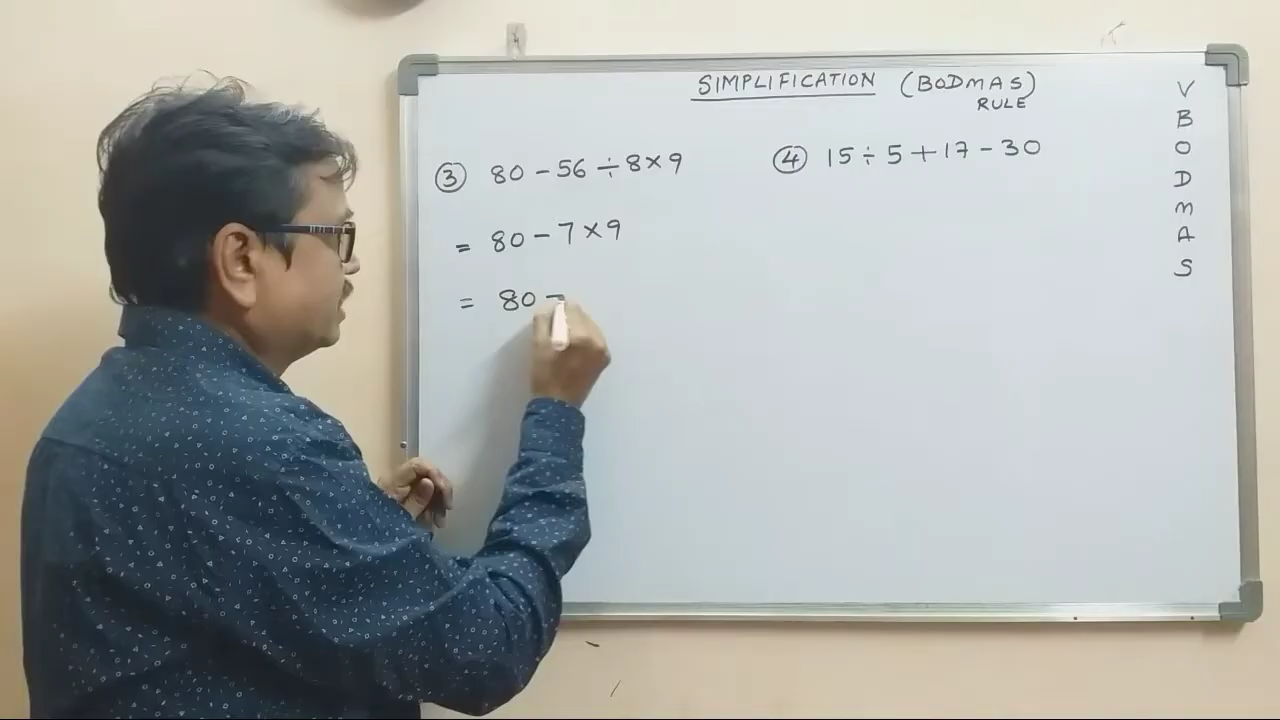 SIMPLIFICATION (BODMAS)
RULE
③ 80 - 56 ÷ 8 × 9
= 80 - 7 × 9
= 80 -
④ 15 ÷ 5 + 17 - 30
V
B
O
D
M
A
S